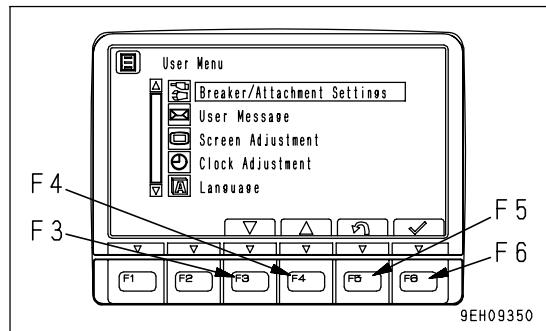 User Menu
Breaker/Attachment Settings
User Message
Screen Adjustment
Clock Adjustment
A Language
F4
F3
F5
F6
F1 F2 F3 F4 F5 F6
9EH09350